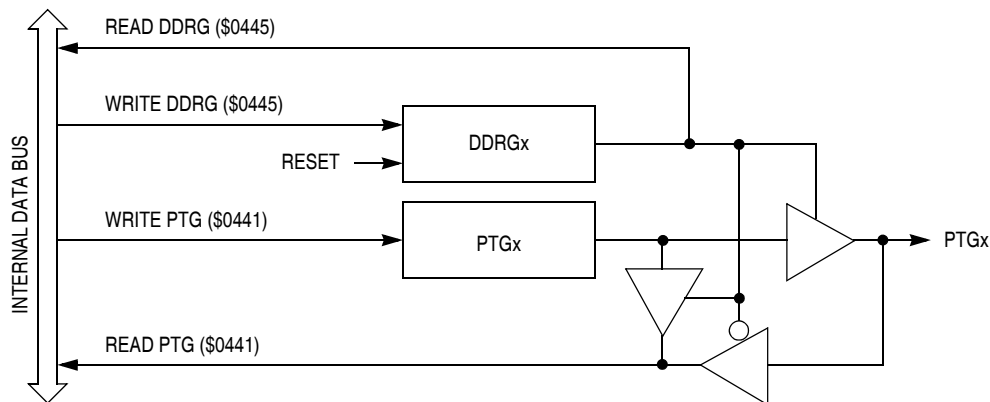 READ DDRG ($0445)
WRITE DDRG ($0445)
DDRGx
RESET
WRITE PTG ($0441)
PTGx
PTGx
READ PTG ($0441)
INTERNAL DATA BUS